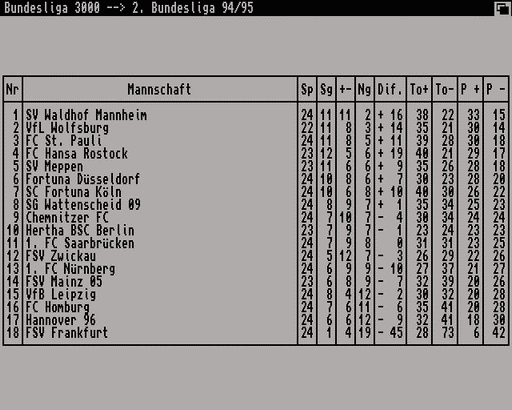 Bundesliga 3000 --> 2. Bundesliga 94/95
Nr Mannschaft Sp Sg +- Ng Dif. To+ To- P + P -
1 SV Waldhof Mannheim 24 11 11 2 + 16 38 22 33 15
2 VfL Wolfsburg 22 11 8 3 + 14 35 21 30 14
3 FC St. Pauli 24 11 8 5 + 11 39 28 30 18
4 FC Hansa Rostock 23 12 5 6 + 19 40 21 29 17
5 SV Meppen 23 11 6 6 + 9 35 26 28 18
6 Fortuna Düsseldorf 24 10 8 6 + 7 30 23 28 20
7 SC Fortuna Köln 24 10 6 8 + 10 40 30 26 22
8 SG Wattenscheid 09 24 8 9 7 + 1 35 34 25 23
9 Chemnitzer FC 24 7 10 7 - 4 30 34 24 24
10 Hertha BSC Berlin 23 7 9 7 - 1 23 24 23 23
11 1. FC Saarbrücken 24 7 9 8 0 31 31 23 25
12 FSV Zwickau 24 5 12 7 - 3 26 29 22 26
13 1. FC Nürnberg 24 6 9 9 - 10 27 37 21 27
14 FSV Mainz 05 23 6 8 9 - 7 32 39 20 26
15 VfB Leipzig 24 8 4 12 - 2 30 32 20 28
16 FC Homburg 24 7 6 11 - 6 35 41 20 28
17 Hannover 96 24 6 6 12 - 9 32 41 18 30
18 FSV Frankfurt 24 1 4 19 - 45 28 73 6 42